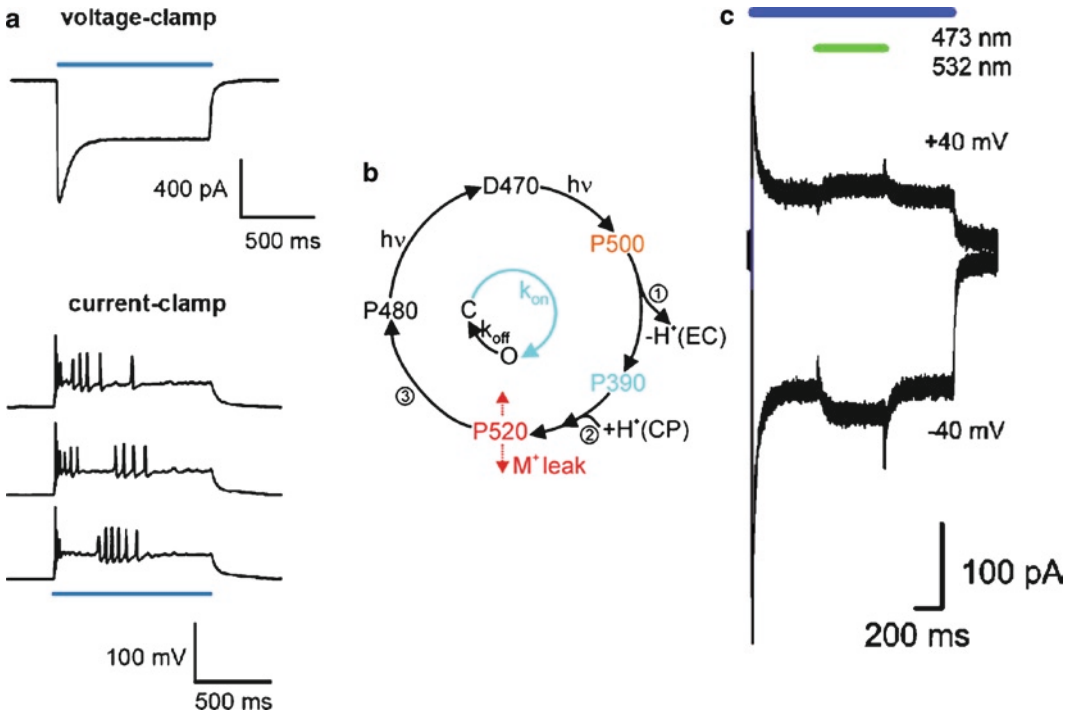 a
voltage-clamp
400 pA
500 ms
current-clamp
100 mV
500 ms
b
D470
hν
P500
①
-H⁺(EC)
P390
② +H⁺(CP)
P520
M⁺ leak
③
P480
hν
C
kon
koff
O
c
473 nm
532 nm
+40 mV
-40 mV
100 pA
200 ms